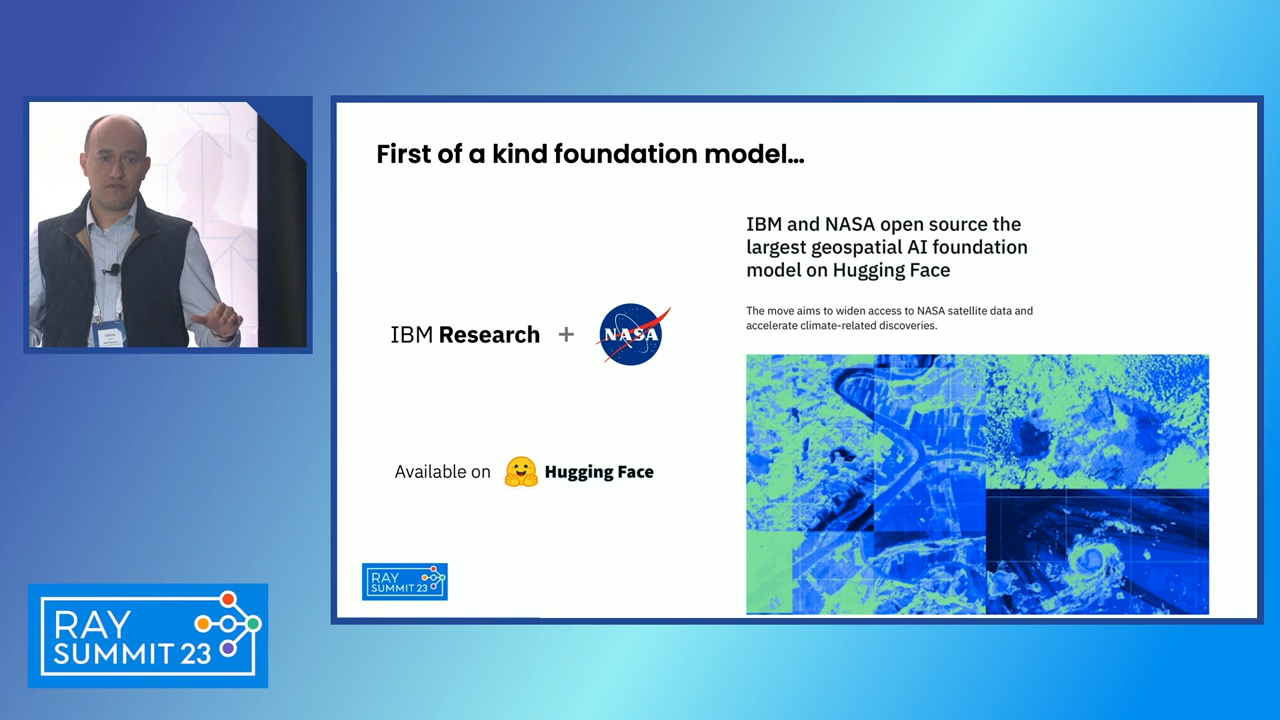 First of a kind foundation model...
IBM and NASA open source the
largest geospatial AI foundation
model on Hugging Face
The move aims to widen access to NASA satellite data and
accelerate climate-related discoveries.
IBM Research + NASA
Available on Hugging Face
RAY
SUMMIT 23
RAY
SUMMIT 23